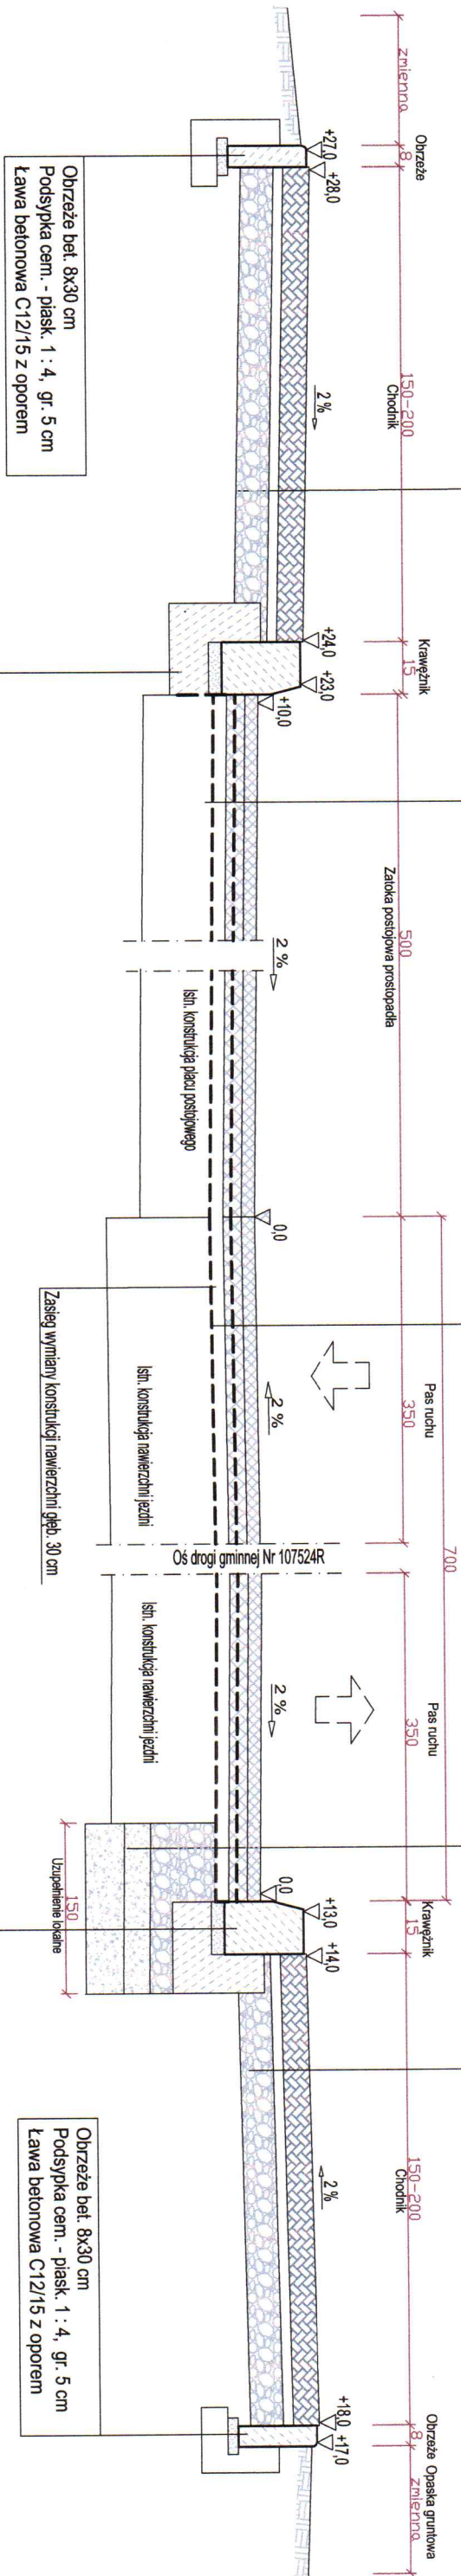 zmienna
Obrzeże
8
150-200
Chodnik
Krawężnik
15
500
Zatoka postojowa prostopadła
700
Pas ruchu
350
Pas ruchu
350
Krawężnik
15
150-200
Chodnik
Obrzeże
8
Opaska gruntowa
zmienna
+27,0
+28,0
2 %
+24,0
+23,0
+10,0
2 %
0,0
2 %
Oś drogi gminnej Nr 107524R
2 %
0,0
+13,0
+14,0
2 %
+18,0
+17,0
Istn. konstrukcja placu postojowego
Istn. konstrukcja nawierzchni jezdni
Istn. konstrukcja nawierzchni jezdni
150
Uzupełnienie lokalne
Zasięg wymiany konstrukcji nawierzchni głęb. 30 cm
Obrzeże bet. 8x30 cm
Podsypka cem. - piask. 1 : 4, gr. 5 cm
Ława betonowa C12/15 z oporem
Obrzeże bet. 8x30 cm
Podsypka cem. - piask. 1 : 4, gr. 5 cm
Ława betonowa C12/15 z oporem